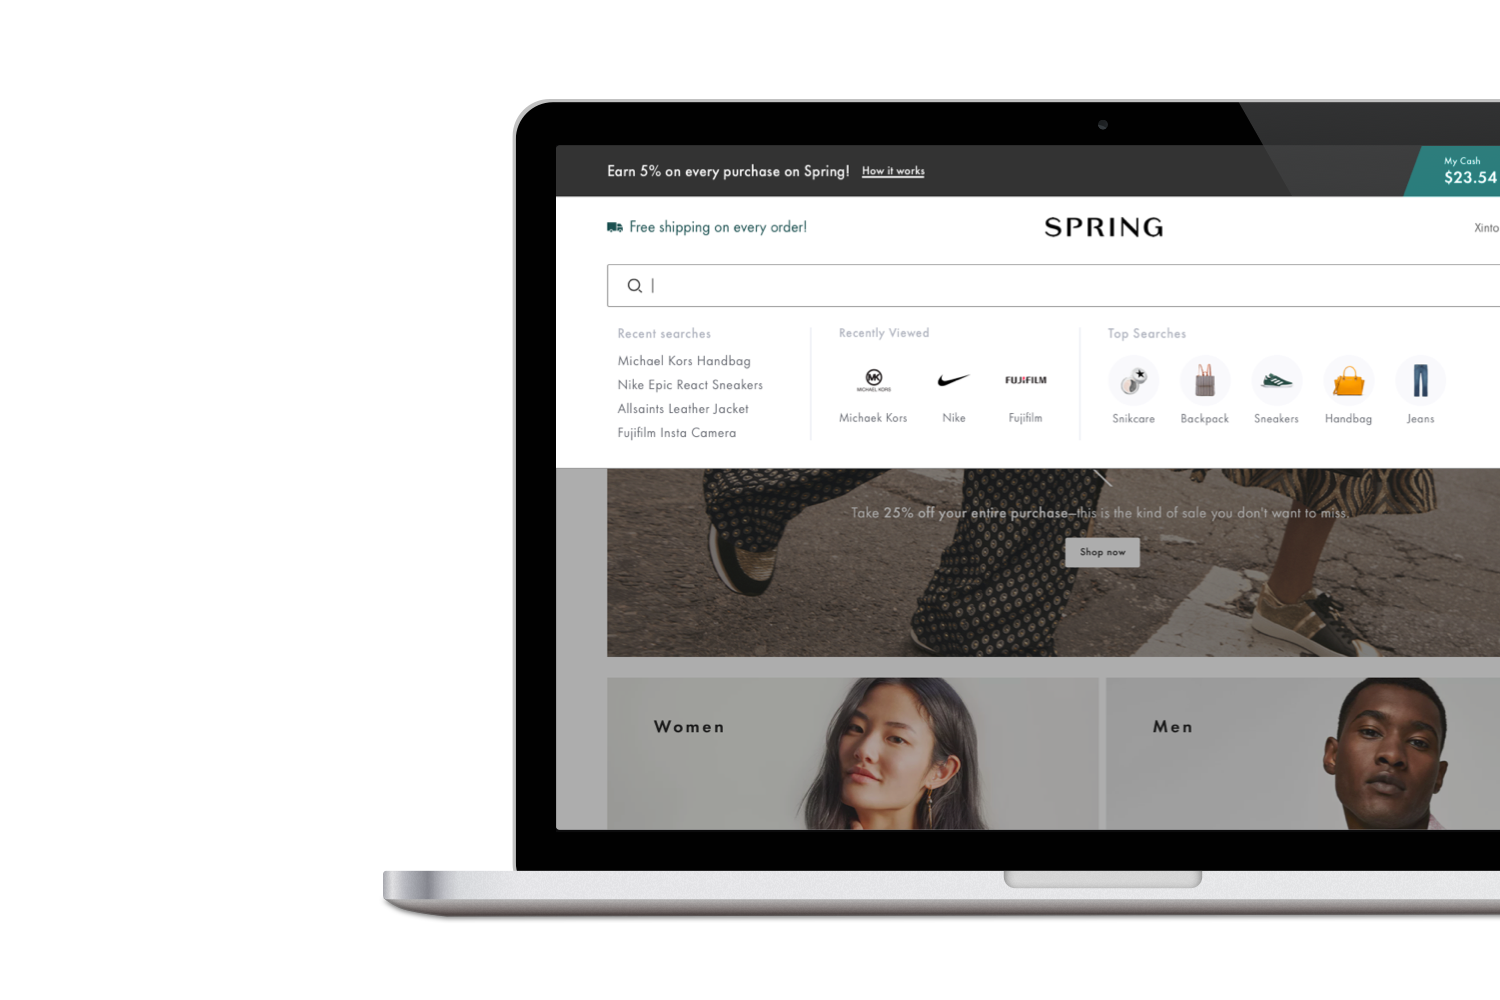 Earn 5% on every purchase on Spring! How it works
My Cash
$23.54
Free shipping on every order!
SPRING
Xinto
Recent searches
Michael Kors Handbag
Nike Epic React Sneakers
Allsaints Leather Jacket
Fujifilm Insta Camera
Recently Viewed
MK
MICHAEL KORS
FUJIFILM
Michaek Kors
Nike
Fujifilm
Top Searches
Snikcare
Backpack
Sneakers
Handbag
Jeans
Take 25% off your entire purchase—this is the kind of sale you don't want to miss.
Shop now
Women
Men